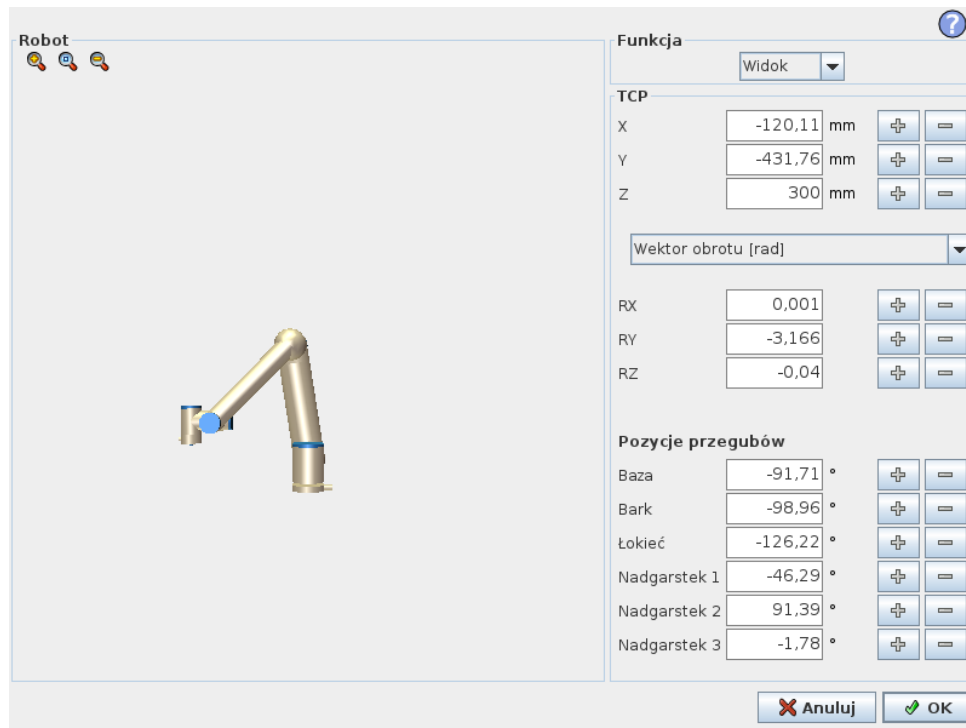 Robot
Funkcja
Widok
TCP
X -120,11 mm
Y -431,76 mm
Z 300 mm
Wektor obrotu [rad]
RX 0,001
RY -3,166
RZ -0,04
Pozycje przegubów
Baza -91,71 °
Bark -98,96 °
Łokieć -126,22 °
Nadgarstek 1 -46,29 °
Nadgarstek 2 91,39 °
Nadgarstek 3 -1,78 °
Anuluj OK